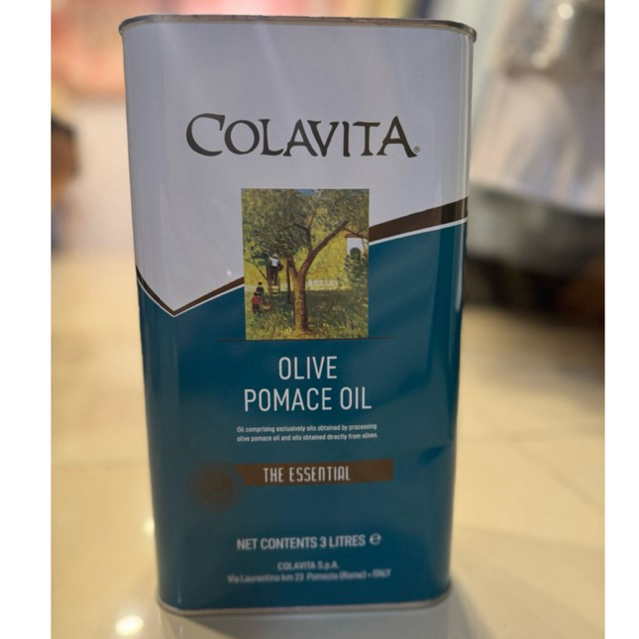 COLAVITA®
OLIVE
POMACE OIL
Oil comprising exclusively oils obtained by processing
olive pomace oil and oils obtained directly from olives.
THE ESSENTIAL
NET CONTENTS 3 LITRES ℮
COLAVITA S.p.A.
Via Laurentina km 23 Pomezia (Rome) - ITALY